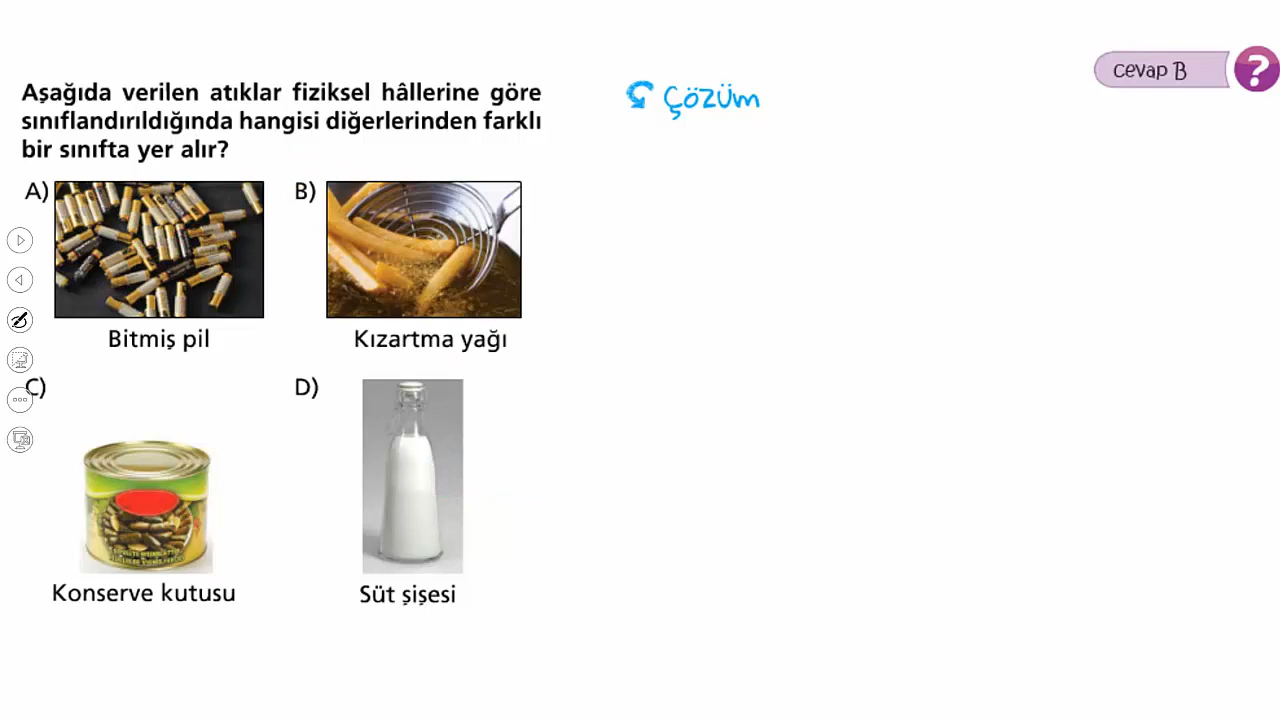 Cevap B
?
Aşağıda verilen atıklar fiziksel hâllerine göre
sınıflandırıldığında hangisi diğerlerinden farklı
bir sınıfta yer alır?
Çözüm
A)
B)
Bitmiş pil
Kızartma yağı
C)
D)
Konserve kutusu
Süt şişesi